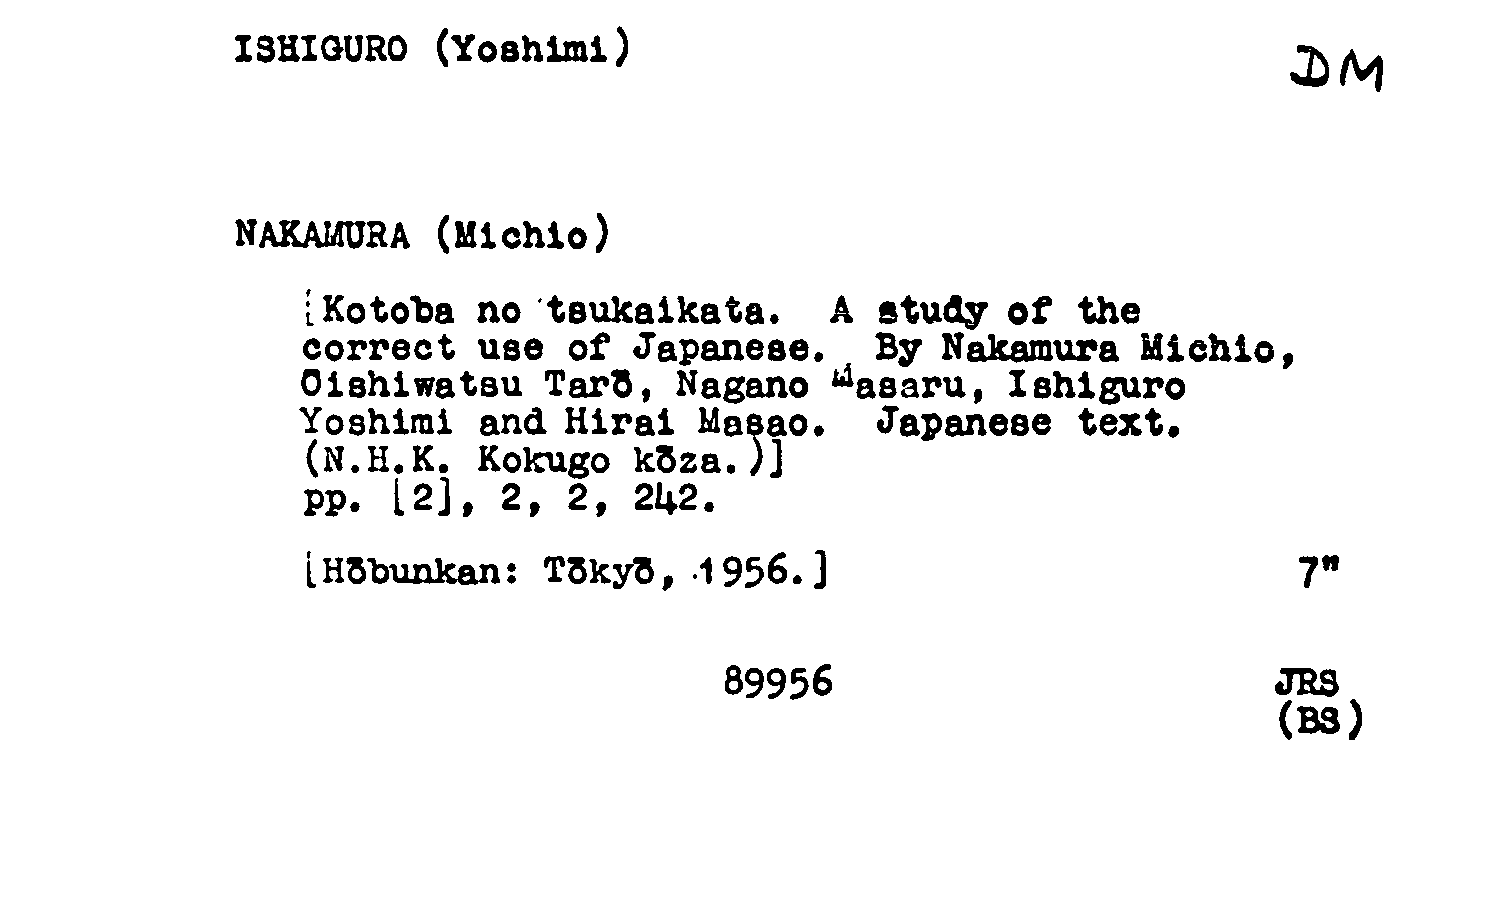 ISHIGURO (Yoshimi)
DM
NAKAMURA (Michio)
[Kotoba no tsukaikata. A study of the
correct use of Japanese. By Nakamura Michio,
Ōishiwatsu Tarō, Nagano Masaru, Ishiguro
Yoshimi and Hirai Masao. Japanese text.
(N.H.K. Kokugo kōza.)]
pp. [2], 2, 2, 242.
[Hōbunkan: Tōkyō, 1956.] 7"
89956 JRS
(BS)